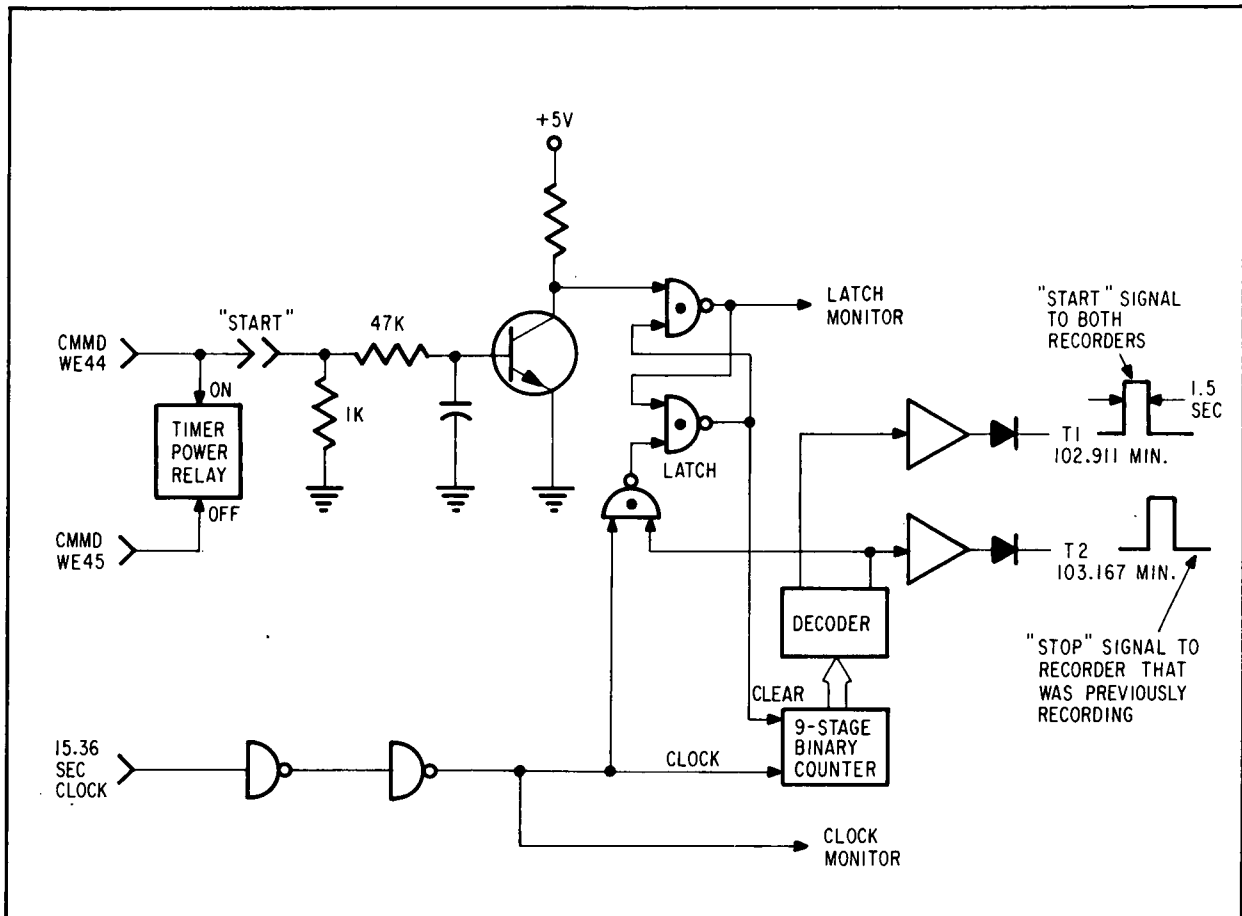 +5V
"START"
47K
CMMD
WE44
ON
1K
TIMER
POWER
RELAY
OFF
CMMD
WE45
LATCH
MONITOR
LATCH
"START" SIGNAL
TO BOTH
RECORDERS
1.5
SEC
T1
102.911 MIN.
T2
103.167 MIN.
DECODER
"STOP" SIGNAL TO
RECORDER THAT
WAS PREVIOUSLY
RECORDING
CLEAR
9-STAGE
BINARY
COUNTER
15.36
SEC
CLOCK
CLOCK
CLOCK
MONITOR